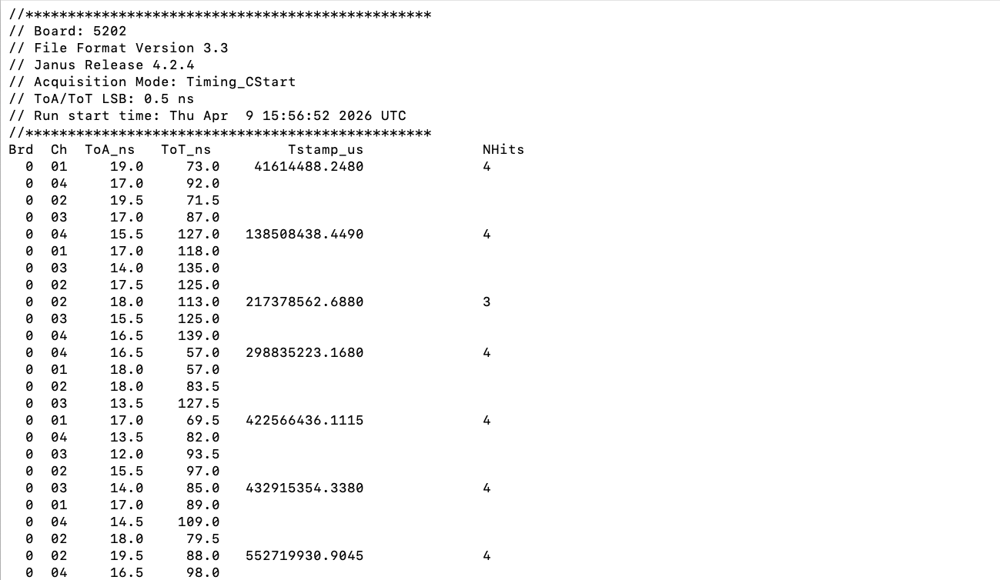 //************************************************
// Board: 5202
// File Format Version 3.3
// Janus Release 4.2.4
// Acquisition Mode: Timing_CStart
// ToA/ToT LSB: 0.5 ns
// Run start time: Thu Apr  9 15:56:52 2026 UTC
//************************************************
Brd  Ch  ToA_ns   ToT_ns         Tstamp_us              NHits
  0  01     19.0     73.0    41614488.2480              4
  0  04     17.0     92.0
  0  02     19.5     71.5
  0  03     17.0     87.0
  0  04     15.5    127.0   138508438.4490              4
  0  01     17.0    118.0
  0  03     14.0    135.0
  0  02     17.5    125.0
  0  02     18.0    113.0   217378562.6880              3
  0  03     15.5    125.0
  0  04     16.5    139.0
  0  04     16.5     57.0   298835223.1680              4
  0  01     18.0     57.0
  0  02     18.0     83.5
  0  03     13.5    127.5
  0  01     17.0     69.5   422566436.1115              4
  0  04     13.5     82.0
  0  03     12.0     93.5
  0  02     15.5     97.0
  0  03     14.0     85.0   432915354.3380              4
  0  01     17.0     89.0
  0  04     14.5    109.0
  0  02     18.0     79.5
  0  02     19.5     88.0   552719930.9045              4
  0  04     16.5     98.0